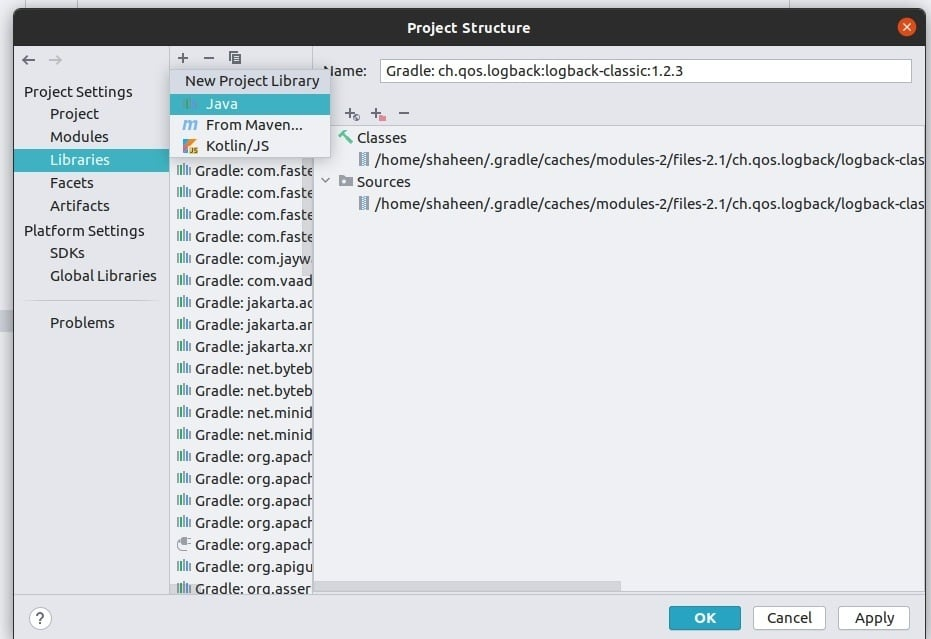 Project Structure
Project Settings
Project
Modules
Libraries
Facets
Artifacts
Platform Settings
SDKs
Global Libraries
Problems
New Project Library
Java
From Maven...
Kotlin/JS
Gradle: com.faste
Gradle: com.faste
Gradle: com.faste
Gradle: com.faste
Gradle: com.jaywa
Gradle: com.vaad
Gradle: jakarta.ac
Gradle: jakarta.an
Gradle: jakarta.xm
Gradle: net.byteb
Gradle: net.byteb
Gradle: net.minid
Gradle: net.minid
Gradle: org.apach
Gradle: org.apach
Gradle: org.apach
Gradle: org.apach
Gradle: org.apach
Gradle: org.apigu
Gradle: org.asser
Name: Gradle: ch.qos.logback:logback-classic:1.2.3
Classes
/home/shaheen/.gradle/caches/modules-2/files-2.1/ch.qos.logback/logback-clas
Sources
/home/shaheen/.gradle/caches/modules-2/files-2.1/ch.qos.logback/logback-clas
?
OK Cancel Apply